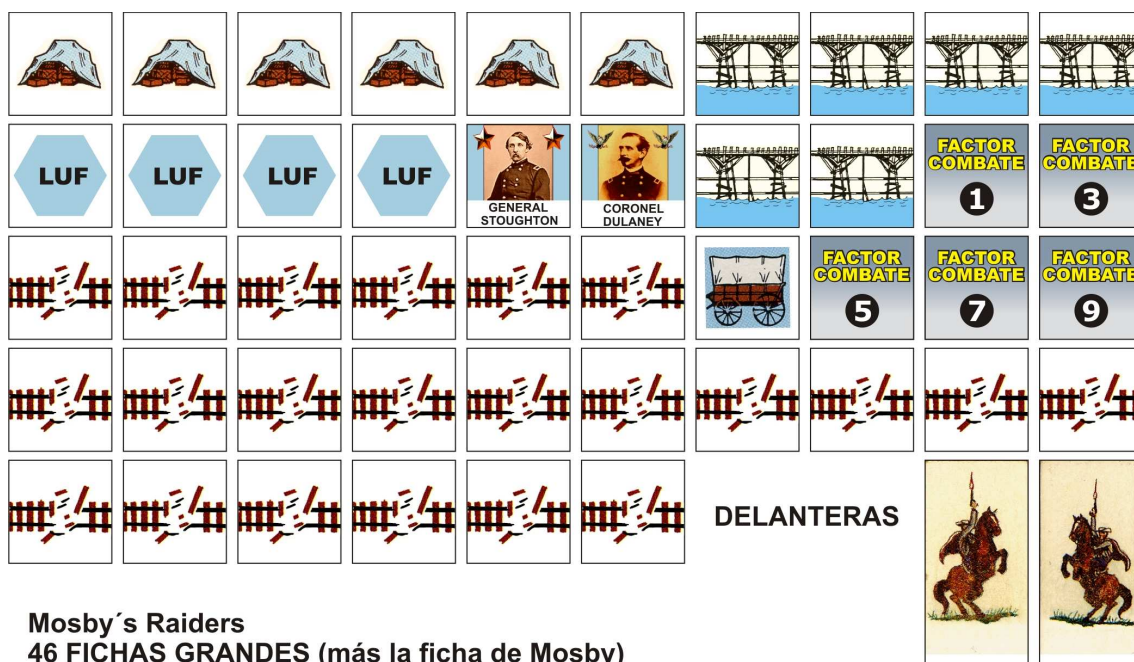 LUF LUF LUF LUF
GENERAL
STOUGHTON
CORONEL
DULANEY
FACTOR
COMBATE
1
FACTOR
COMBATE
3
FACTOR
COMBATE
5
FACTOR
COMBATE
7
FACTOR
COMBATE
9
DELANTERAS
Mosby´s Raiders
46 FICHAS GRANDES (más la ficha de Mosby)